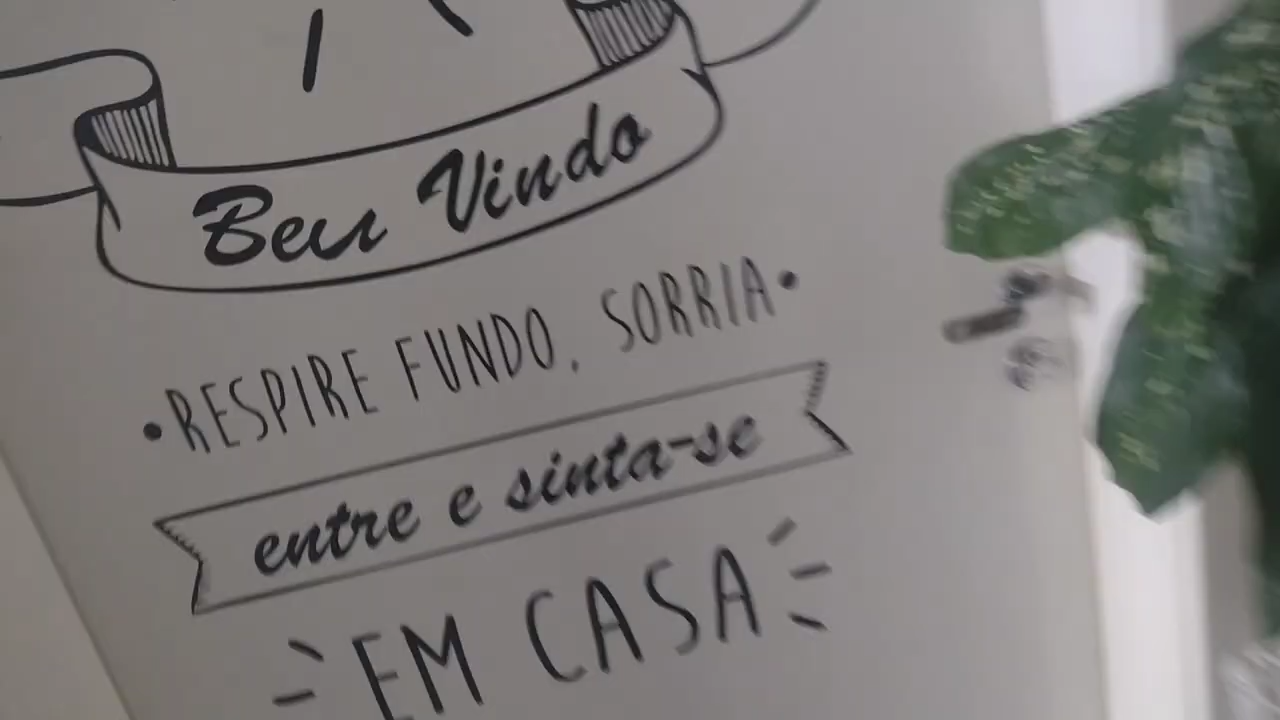 Bem Vindo
•RESPIRE FUNDO, SORRIA•
entre e sinta-se
EM CASA